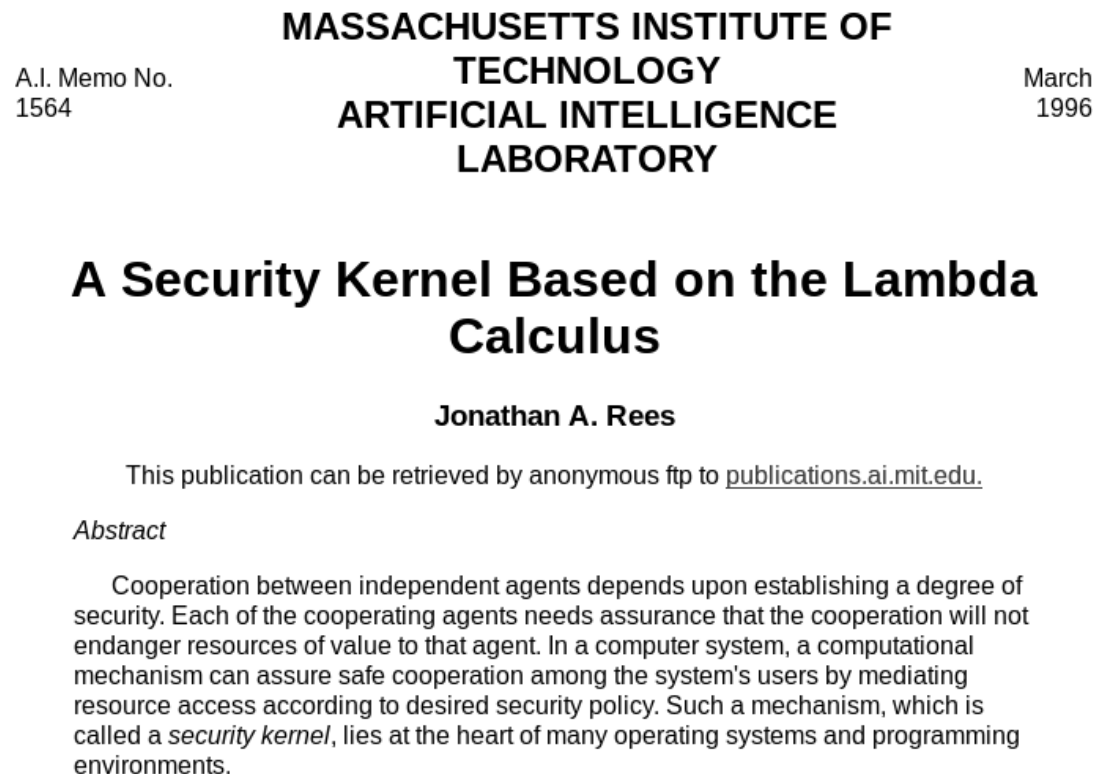 MASSACHUSETTS INSTITUTE OF
TECHNOLOGY
ARTIFICIAL INTELLIGENCE
LABORATORY
A.I. Memo No.
1564
March
1996
A Security Kernel Based on the Lambda
Calculus
Jonathan A. Rees
This publication can be retrieved by anonymous ftp to publications.ai.mit.edu.
Abstract
Cooperation between independent agents depends upon establishing a degree of
security. Each of the cooperating agents needs assurance that the cooperation will not
endanger resources of value to that agent. In a computer system, a computational
mechanism can assure safe cooperation among the system's users by mediating
resource access according to desired security policy. Such a mechanism, which is
called a security kernel, lies at the heart of many operating systems and programming
environments.